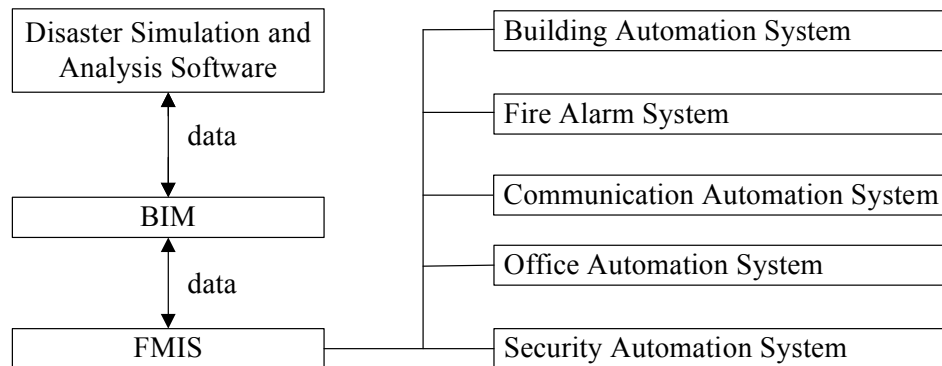 Disaster Simulation and
Analysis Software
data
BIM
data
FMIS
Building Automation System
Fire Alarm System
Communication Automation System
Office Automation System
Security Automation System